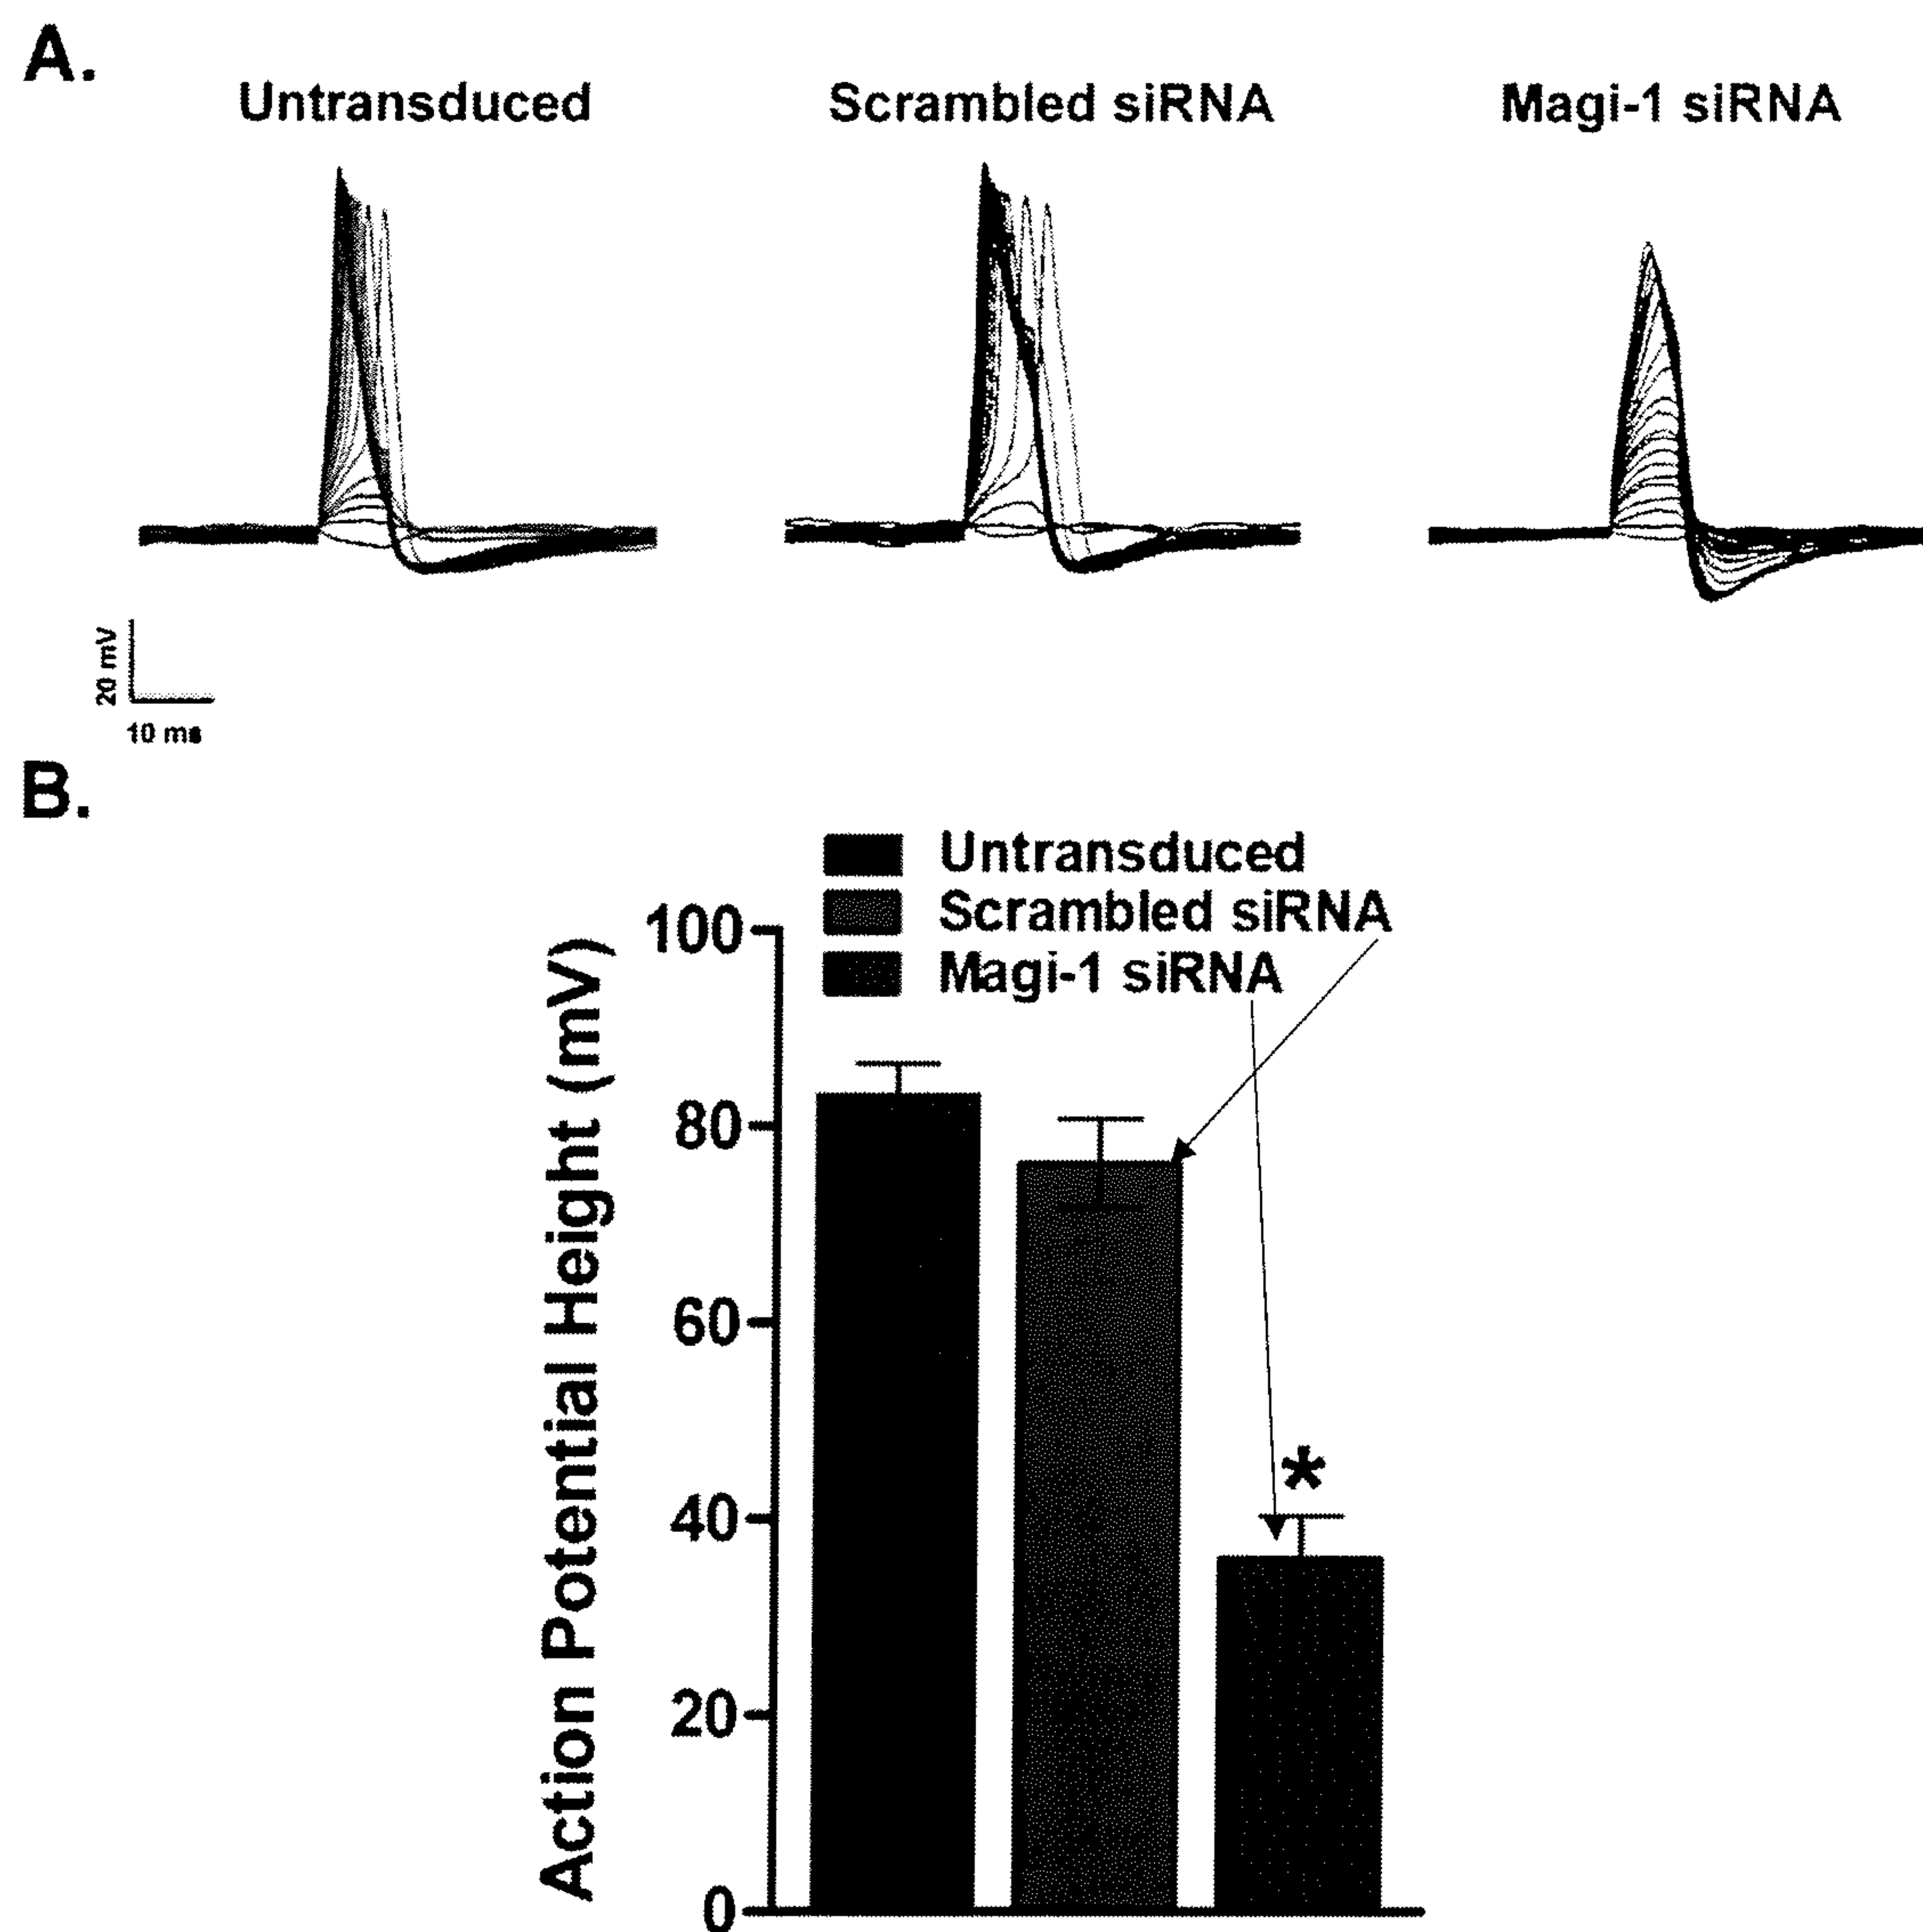 A.
Untransduced
Scrambled siRNA
Magi-1 siRNA
20 mV
10 ms
B.
Untransduced
Scrambled siRNA
Magi-1 siRNA
Action Potential Height (mV)
100
80
60
40
20
0
*